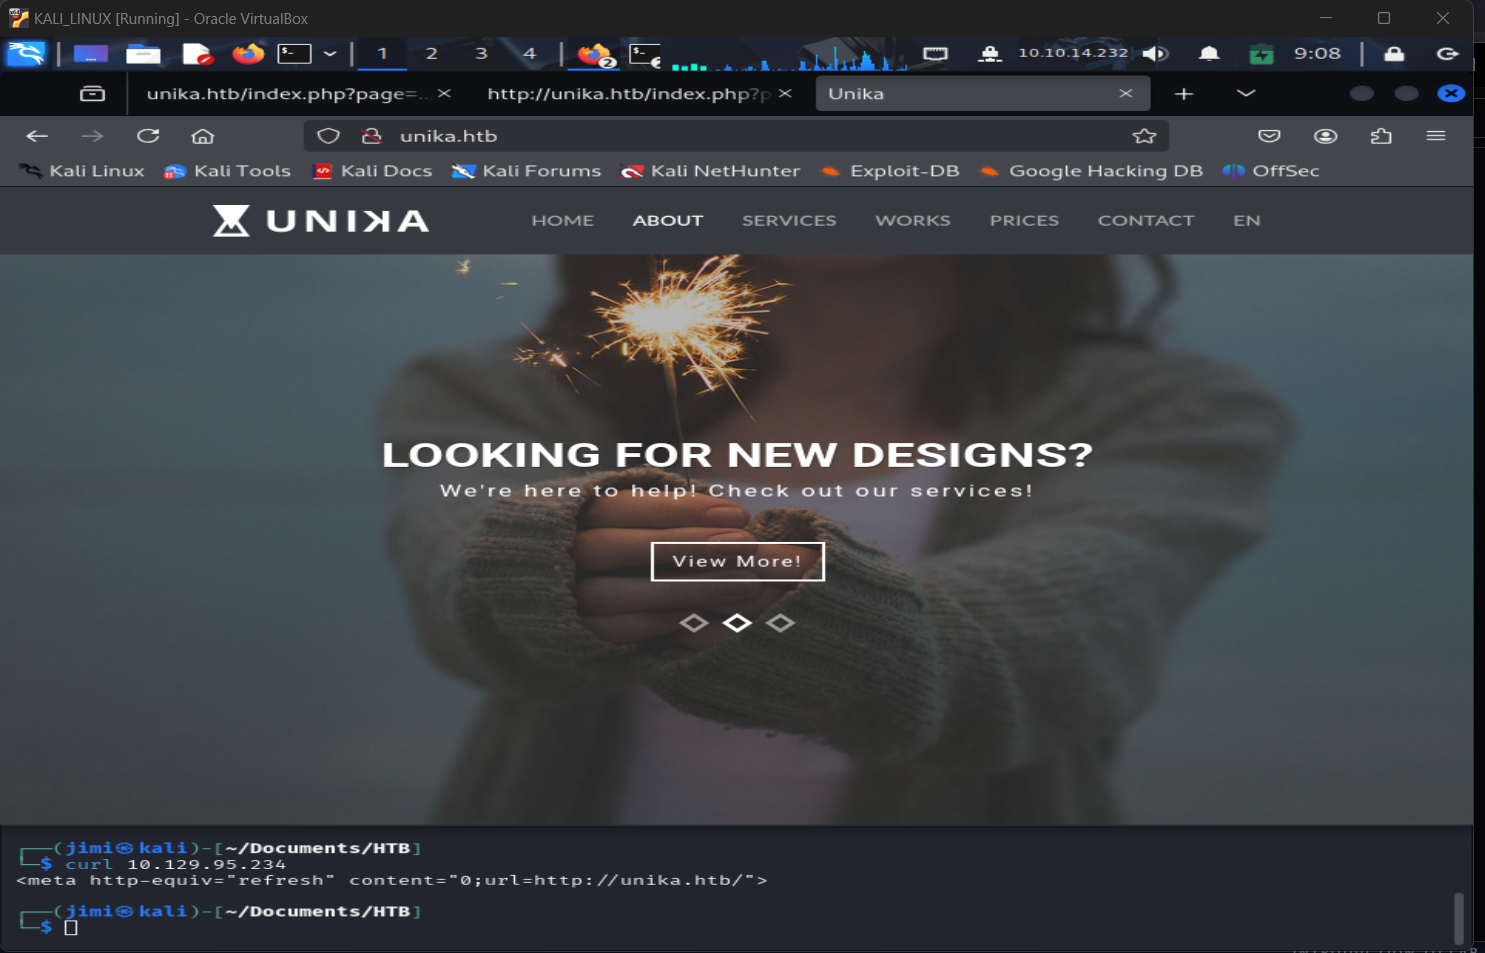 KALI_LINUX [Running] - Oracle VirtualBox
1 2 3 4 2 10.10.14.232 9:08
unika.htb/index.php?page=.. http://unika.htb/index.php?p Unika
unika.htb
Kali Linux Kali Tools Kali Docs Kali Forums Kali NetHunter Exploit-DB Google Hacking DB OffSec
UNIKA HOME ABOUT SERVICES WORKS PRICES CONTACT EN
LOOKING FOR NEW DESIGNS?
We're here to help! Check out our services!
View More!
┌──(jimi㉿kali)-[~/Documents/HTB]
└─$ curl 10.129.95.234
<meta http-equiv="refresh" content="0;url=http://unika.htb/">
┌──(jimi㉿kali)-[~/Documents/HTB]
└─$